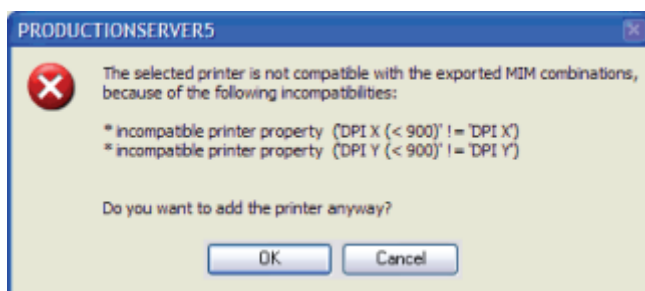 PRODUCTIONSERVER5
The selected printer is not compatible with the exported MIM combinations,
because of the following incompatibilities:
* incompatible printer property ('DPI X (< 900)' != 'DPI X')
* incompatible printer property ('DPI Y (< 900)' != 'DPI Y')
Do you want to add the printer anyway?
OK
Cancel